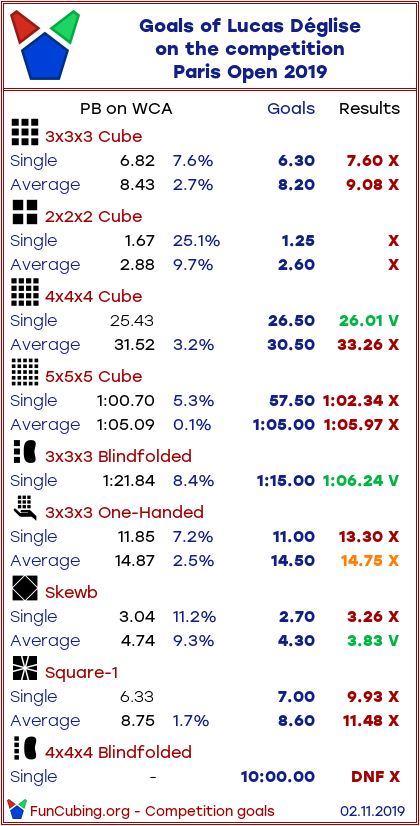 Goals of Lucas Déglise
on the competition
Paris Open 2019
PB on WCA Goals Results
3x3x3 Cube
Single 6.82 7.6% 6.30 7.60 X
Average 8.43 2.7% 8.20 9.08 X
2x2x2 Cube
Single 1.67 25.1% 1.25 X
Average 2.88 9.7% 2.60 X
4x4x4 Cube
Single 25.43 26.50 26.01 V
Average 31.52 3.2% 30.50 33.26 X
5x5x5 Cube
Single 1:00.70 5.3% 57.50 1:02.34 X
Average 1:05.09 0.1% 1:05.00 1:05.97 X
3x3x3 Blindfolded
Single 1:21.84 8.4% 1:15.00 1:06.24 V
3x3x3 One-Handed
Single 11.85 7.2% 11.00 13.30 X
Average 14.87 2.5% 14.50 14.75 X
Skewb
Single 3.04 11.2% 2.70 3.26 X
Average 4.74 9.3% 4.30 3.83 V
Square-1
Single 6.33 7.00 9.93 X
Average 8.75 1.7% 8.60 11.48 X
4x4x4 Blindfolded
Single - 10:00.00 DNF X
FunCubing.org - Competition goals 02.11.2019